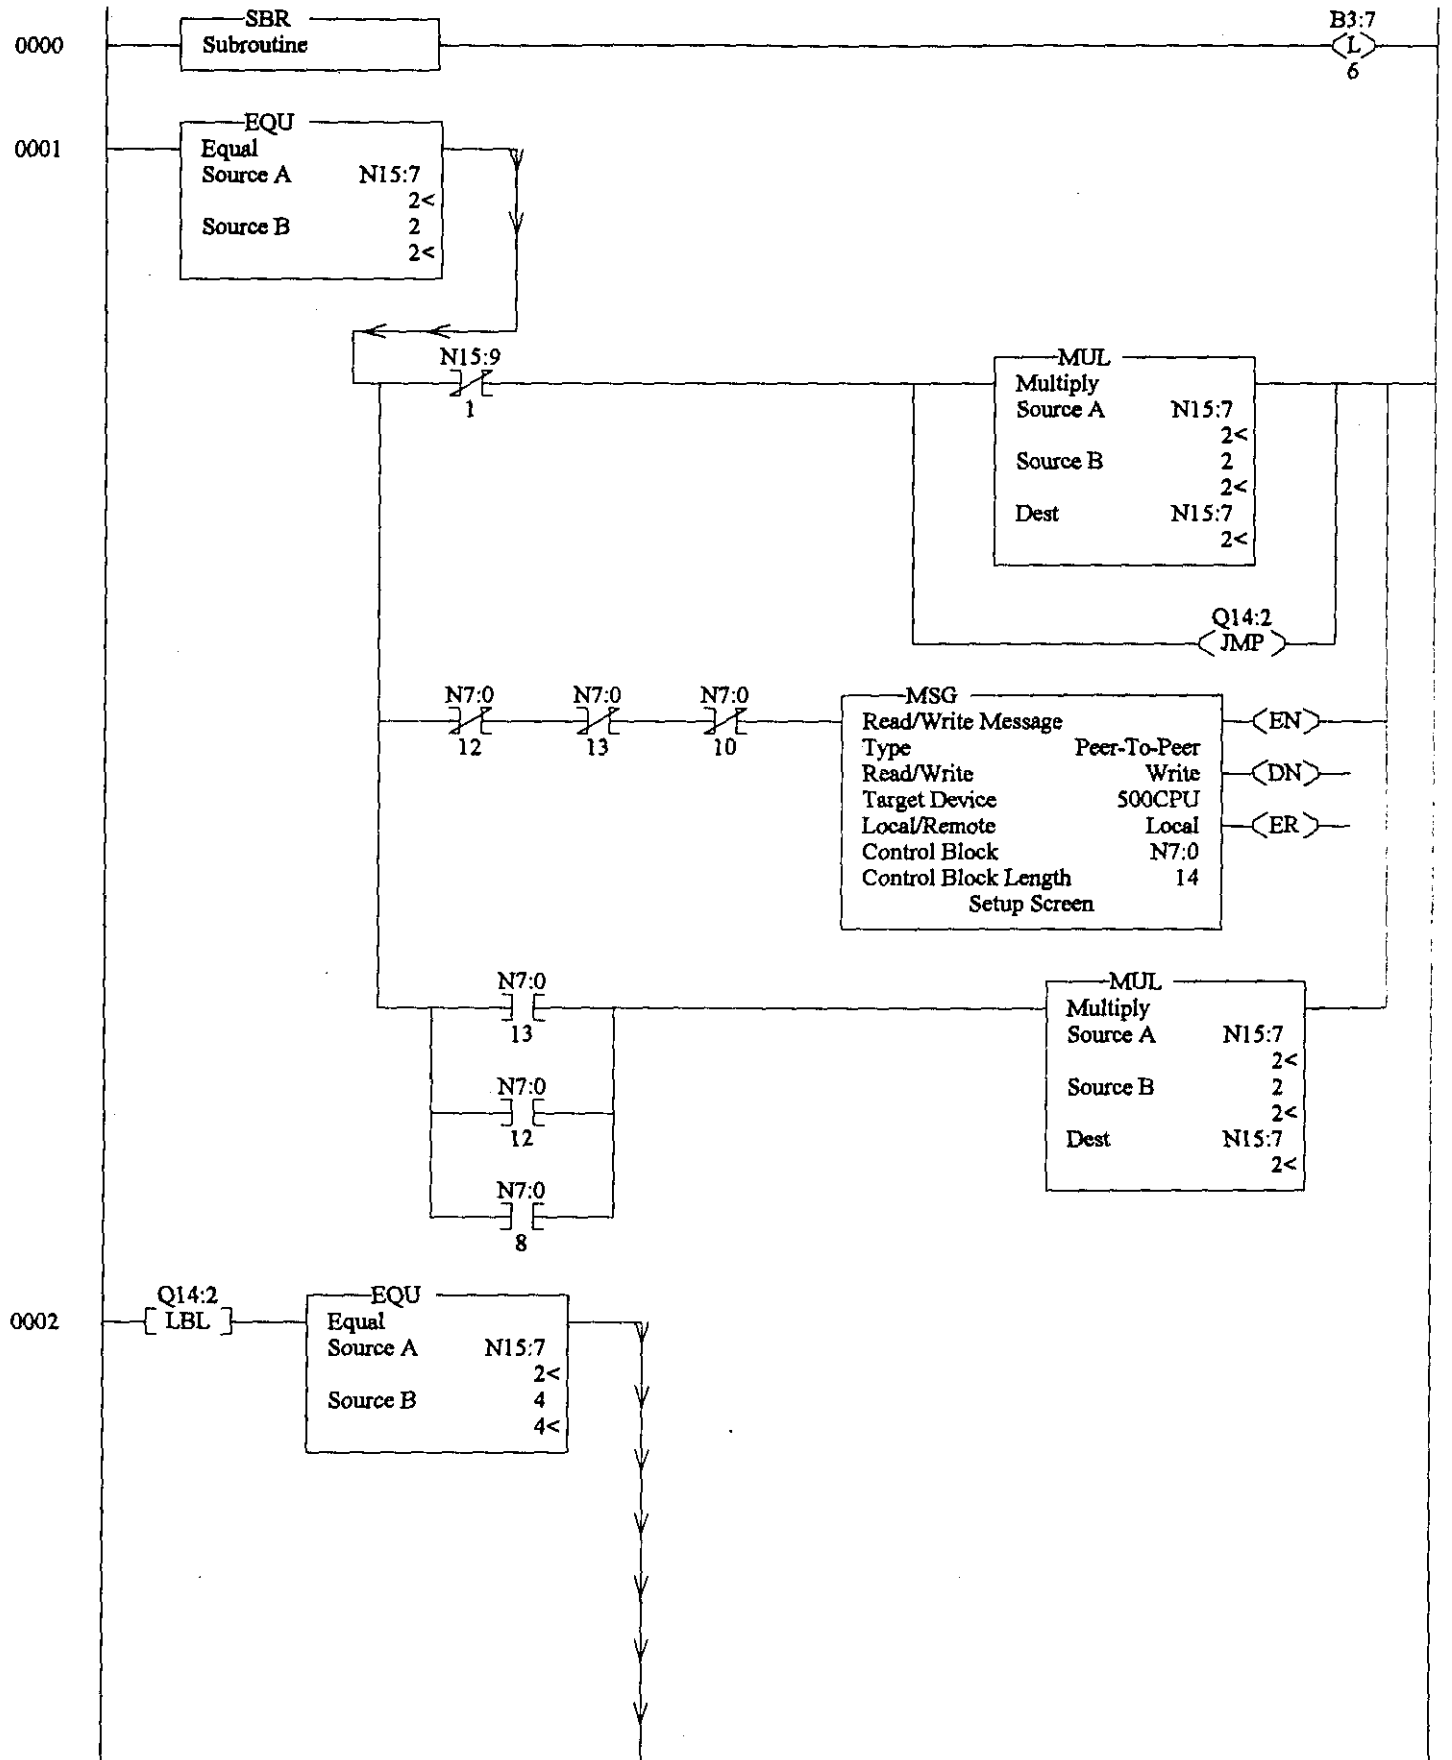 SBR
Subroutine
B3:7
L
6
0000
EQU
Equal
Source A N15:7
2<
Source B 2
2<
0001
N15:9
1
MUL
Multiply
Source A N15:7
2<
Source B 2
2<
Dest N15:7
2<
Q14:2
JMP
N7:0
12
N7:0
13
N7:0
10
MSG
Read/Write Message
Type Peer-To-Peer
Read/Write Write
Target Device 500CPU
Local/Remote Local
Control Block N7:0
Control Block Length 14
Setup Screen
EN
DN
ER
N7:0
13
N7:0
12
N7:0
8
MUL
Multiply
Source A N15:7
2<
Source B 2
2<
Dest N15:7
2<
0002
Q14:2
LBL
EQU
Equal
Source A N15:7
2<
Source B 4
4<